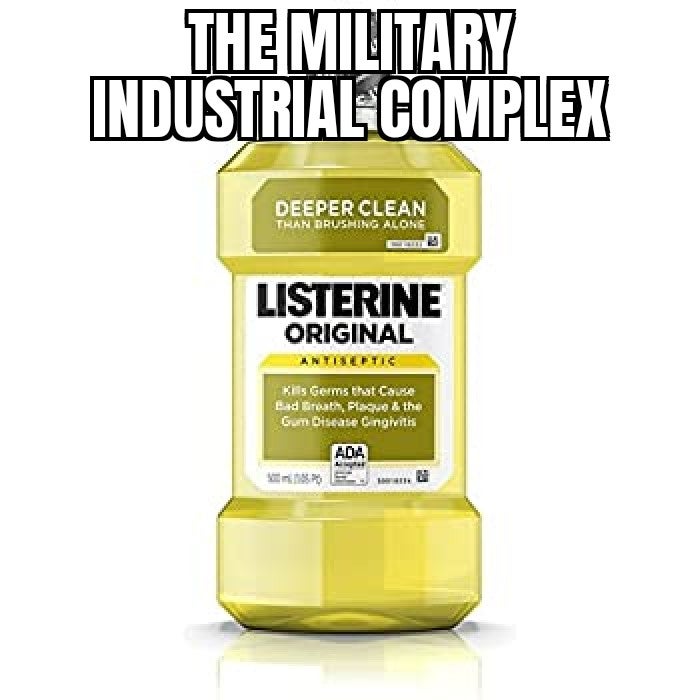 THE MILITARY
INDUSTRIAL COMPLEX
DEEPER CLEAN
THAN BRUSHING ALONE
LISTERINE
ORIGINAL
ANTISEPTIC
Kills Germs that Cause
Bad Breath, Plaque & the
Gum Disease Gingivitis
ADA
Accepted